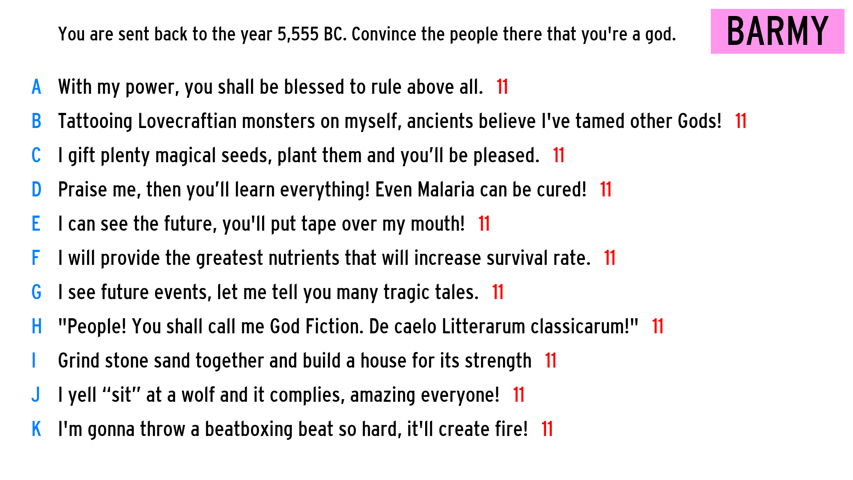 You are sent back to the year 5,555 BC. Convince the people there that you're a god.
BARMY
A With my power, you shall be blessed to rule above all. 11
B Tattooing Lovecraftian monsters on myself, ancients believe I've tamed other Gods! 11
C I gift plenty magical seeds, plant them and you’ll be pleased. 11
D Praise me, then you’ll learn everything! Even Malaria can be cured! 11
E I can see the future, you'll put tape over my mouth! 11
F I will provide the greatest nutrients that will increase survival rate. 11
G I see future events, let me tell you many tragic tales. 11
H "People! You shall call me God Fiction. De caelo Litterarum classicarum!" 11
I Grind stone sand together and build a house for its strength 11
J I yell “sit” at a wolf and it complies, amazing everyone! 11
K I'm gonna throw a beatboxing beat so hard, it'll create fire! 11